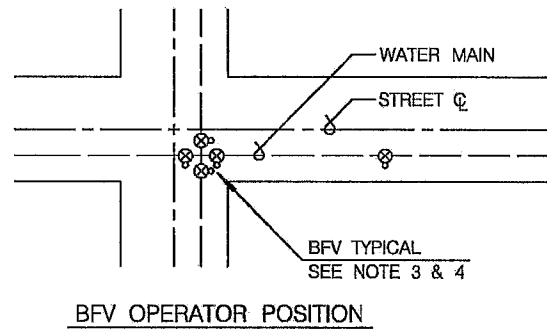 WATER MAIN
STREET ℄
BFV TYPICAL
SEE NOTE 3 & 4
BFV OPERATOR POSITION